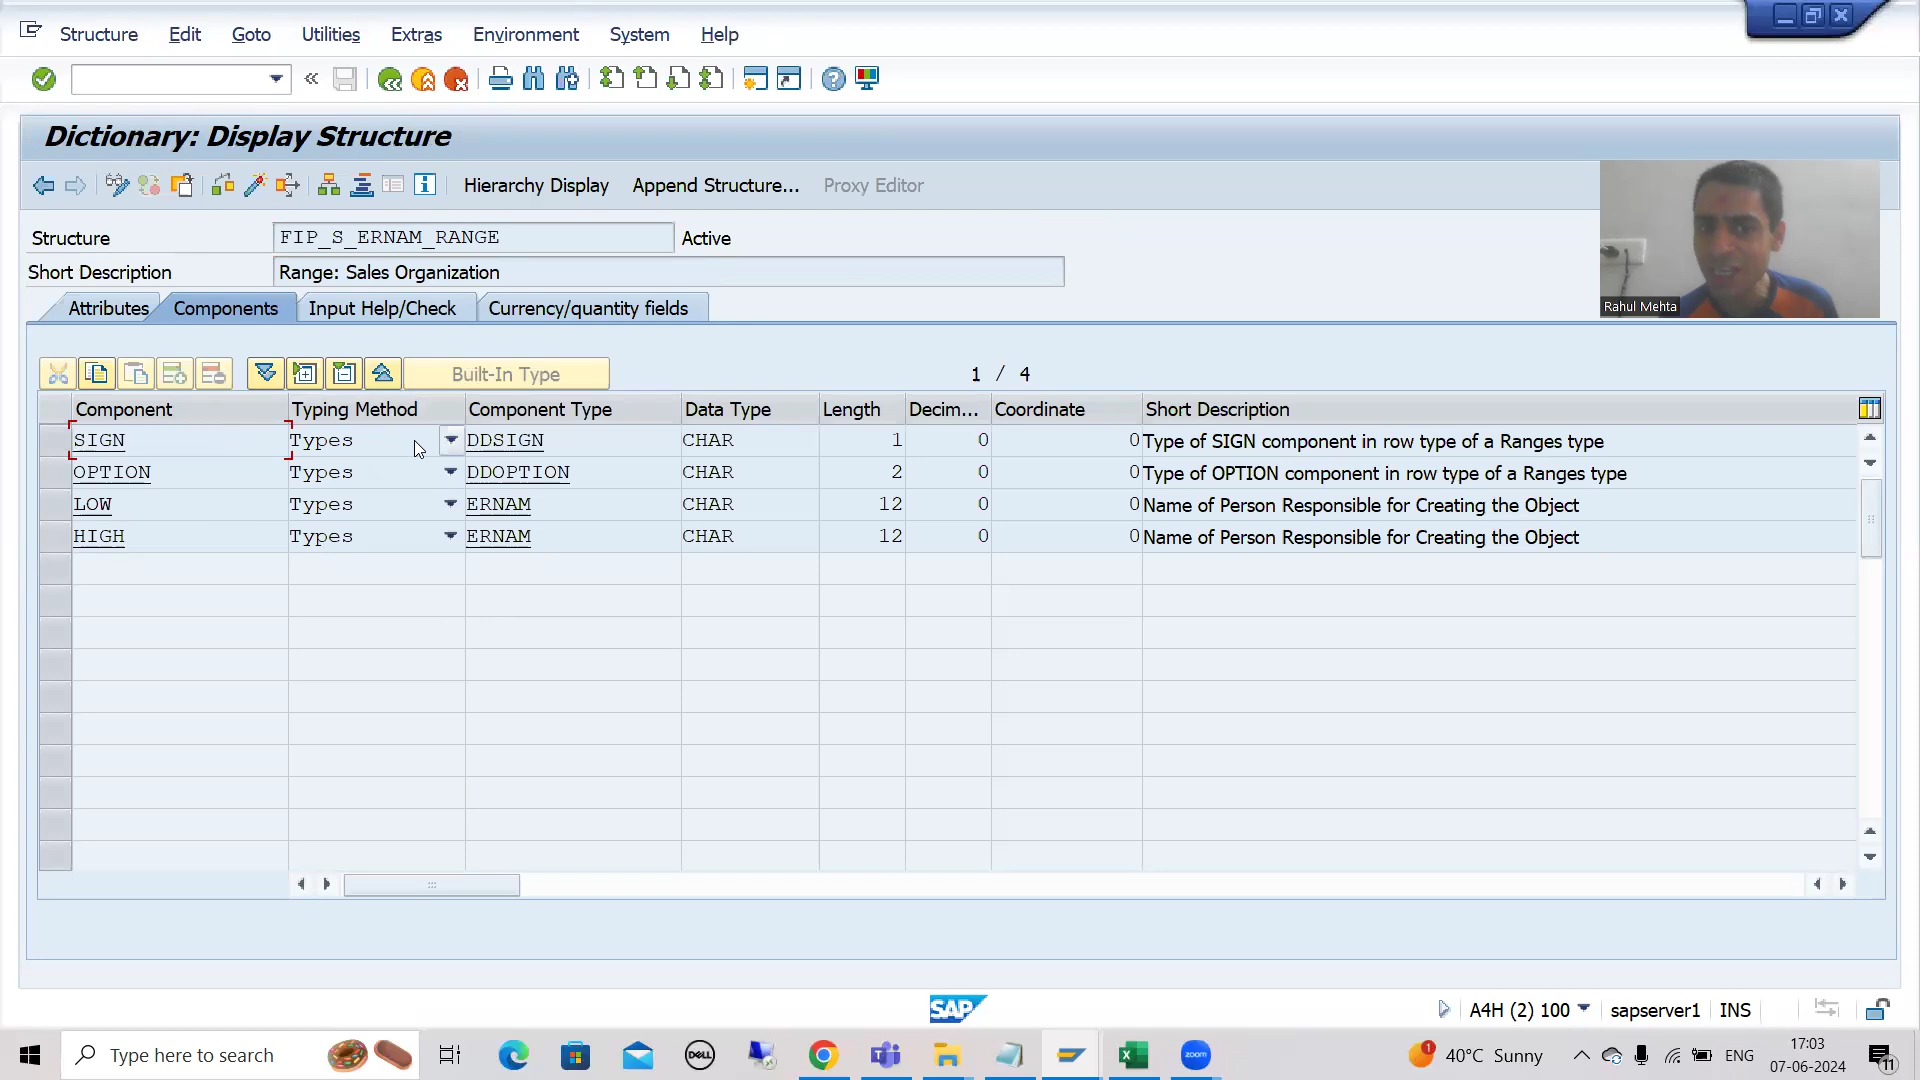 Structure Edit Goto Utilities Extras Environment System Help
Dictionary: Display Structure
Hierarchy Display Append Structure... Proxy Editor
Structure FIP_S_ERNAM_RANGE Active
Short Description Range: Sales Organization
Attributes Components Input Help/Check Currency/quantity fields
Rahul Mehta
Built-In Type 1 / 4
Component Typing Method Component Type Data Type Length Decim... Coordinate Short Description
SIGN Types DDSIGN CHAR 1 0 0 Type of SIGN component in row type of a Ranges type
OPTION Types DDOPTION CHAR 2 0 0 Type of OPTION component in row type of a Ranges type
LOW Types ERNAM CHAR 12 0 0 Name of Person Responsible for Creating the Object
HIGH Types ERNAM CHAR 12 0 0 Name of Person Responsible for Creating the Object
SAP A4H (2) 100 sapserver1 INS
Type here to search DELL zoom 1 40°C Sunny ENG 17:03
07-06-2024 11